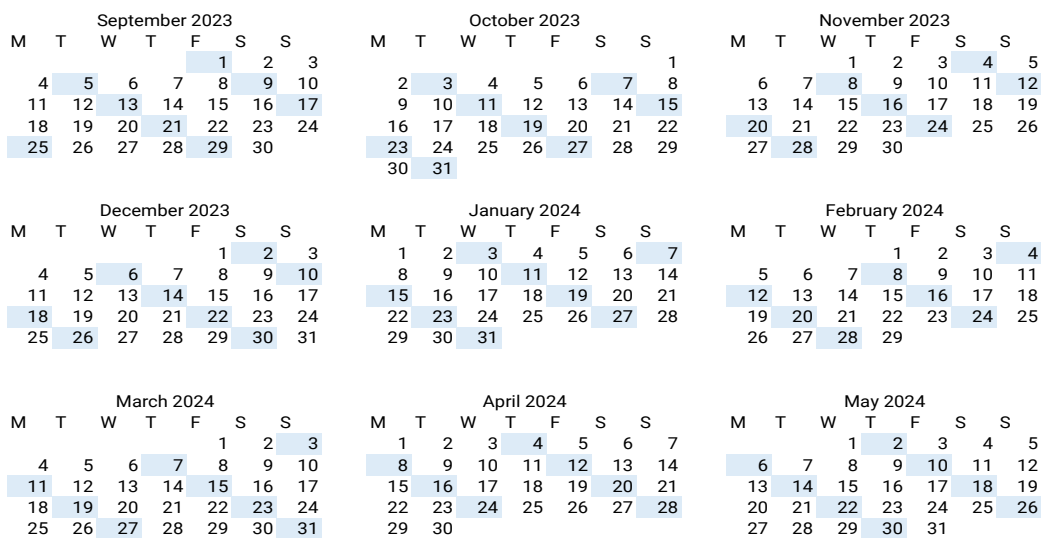 September 2023
M T W T F S S
1 2 3
4 5 6 7 8 9 10
11 12 13 14 15 16 17
18 19 20 21 22 23 24
25 26 27 28 29 30
October 2023
M T W T F S S
1
2 3 4 5 6 7 8
9 10 11 12 13 14 15
16 17 18 19 20 21 22
23 24 25 26 27 28 29
30 31
November 2023
M T W T F S S
1 2 3 4 5
6 7 8 9 10 11 12
13 14 15 16 17 18 19
20 21 22 23 24 25 26
27 28 29 30
December 2023
M T W T F S S
1 2 3
4 5 6 7 8 9 10
11 12 13 14 15 16 17
18 19 20 21 22 23 24
25 26 27 28 29 30 31
January 2024
M T W T F S S
1 2 3 4 5 6 7
8 9 10 11 12 13 14
15 16 17 18 19 20 21
22 23 24 25 26 27 28
29 30 31
February 2024
M T W T F S S
1 2 3 4
5 6 7 8 9 10 11
12 13 14 15 16 17 18
19 20 21 22 23 24 25
26 27 28 29
March 2024
M T W T F S S
1 2 3
4 5 6 7 8 9 10
11 12 13 14 15 16 17
18 19 20 21 22 23 24
25 26 27 28 29 30 31
April 2024
M T W T F S S
1 2 3 4 5 6 7
8 9 10 11 12 13 14
15 16 17 18 19 20 21
22 23 24 25 26 27 28
29 30
May 2024
M T W T F S S
1 2 3 4 5
6 7 8 9 10 11 12
13 14 15 16 17 18 19
20 21 22 23 24 25 26
27 28 29 30 31